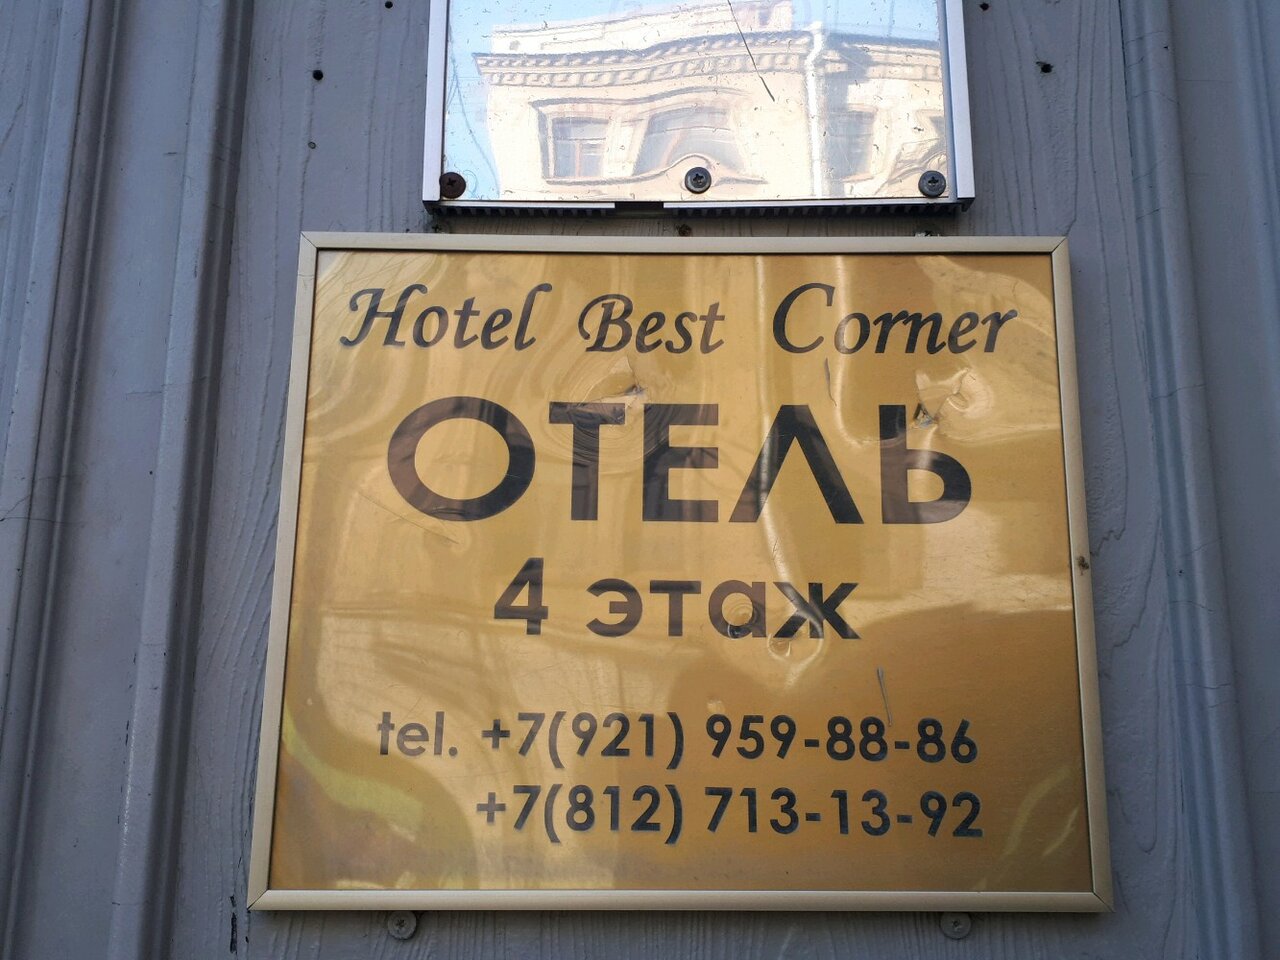 Hotel Best Corner
ОТЕЛЬ
4 этаж
tel. +7(921) 959-88-86
+7(812) 713-13-92